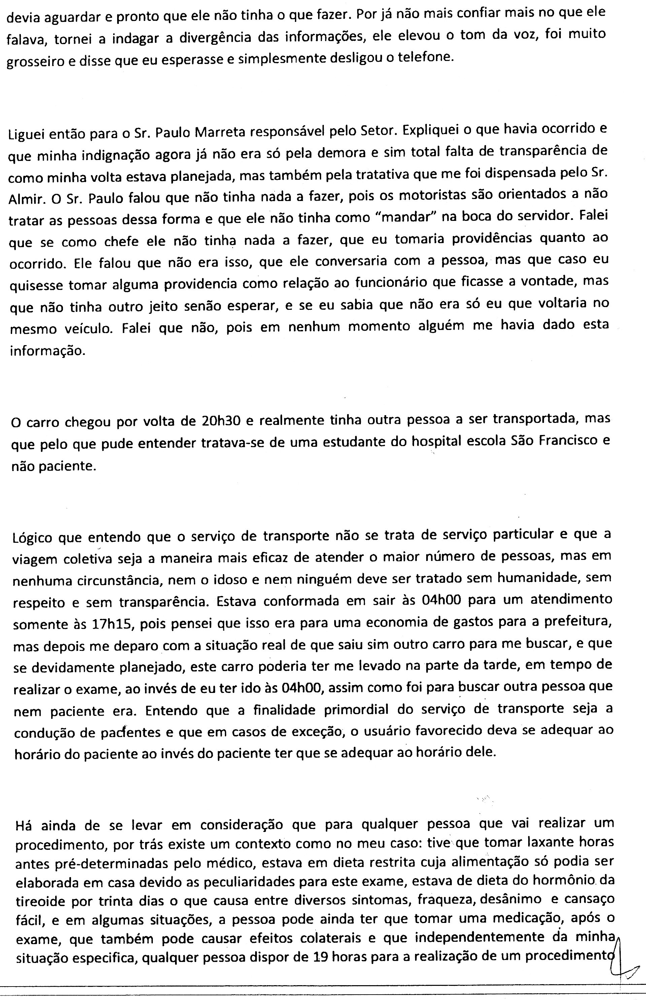 devia aguardar e pronto que ele não tinha o que fazer. Por já não mais confiar mais no que ele
falava, tornei a indagar a divergência das informações, ele elevou o tom da voz, foi muito
grosseiro e disse que eu esperasse e simplesmente desligou o telefone.
Liguei então para o Sr. Paulo Marreta responsável pelo Setor. Expliquei o que havia ocorrido e
que minha indignação agora já não era só pela demora e sim total falta de transparência de
como minha volta estava planejada, mas também pela tratativa que me foi dispensada pelo Sr.
Almir. O Sr. Paulo falou que não tinha nada a fazer, pois os motoristas são orientados a não
tratar as pessoas dessa forma e que ele não tinha como “mandar” na boca do servidor. Falei
que se como chefe ele não tinha nada a fazer, que eu tomaria providências quanto ao
ocorrido. Ele falou que não era isso, que ele conversaria com a pessoa, mas que caso eu
quisesse tomar alguma providencia como relação ao funcionário que ficasse a vontade, mas
que não tinha outro jeito senão esperar, e se eu sabia que não era só eu que voltaria no
mesmo veículo. Falei que não, pois em nenhum momento alguém me havia dado esta
informação.
O carro chegou por volta de 20h30 e realmente tinha outra pessoa a ser transportada, mas
que pelo que pude entender tratava-se de uma estudante do hospital escola São Francisco e
não paciente.
Lógico que entendo que o serviço de transporte não se trata de serviço particular e que a
viagem coletiva seja a maneira mais eficaz de atender o maior número de pessoas, mas em
nenhuma circunstância, nem o idoso e nem ninguém deve ser tratado sem humanidade, sem
respeito e sem transparência. Estava conformada em sair às 04h00 para um atendimento
somente às 17h15, pois pensei que isso era para uma economia de gastos para a prefeitura,
mas depois me deparo com a situação real de que saiu sim outro carro para me buscar, e que
se devidamente planejado, este carro poderia ter me levado na parte da tarde, em tempo de
realizar o exame, ao invés de eu ter ido às 04h00, assim como foi para buscar outra pessoa que
nem paciente era. Entendo que a finalidade primordial do serviço de transporte seja a
condução de pacientes e que em casos de exceção, o usuário favorecido deva se adequar ao
horário do paciente ao invés do paciente ter que se adequar ao horário dele.
Há ainda de se levar em consideração que para qualquer pessoa que vai realizar um
procedimento, por trás existe um contexto como no meu caso: tive que tomar laxante horas
antes pré-determinadas pelo médico, estava em dieta restrita cuja alimentação só podia ser
elaborada em casa devido as peculiaridades para este exame, estava de dieta do hormônio da
tireoide por trinta dias o que causa entre diversos sintomas, fraqueza, desânimo e cansaço
fácil, e em algumas situações, a pessoa pode ainda ter que tomar uma medicação, após o
exame, que também pode causar efeitos colaterais e que independentemente da minha
situação especifica, qualquer pessoa dispor de 19 horas para a realização de um procedimento